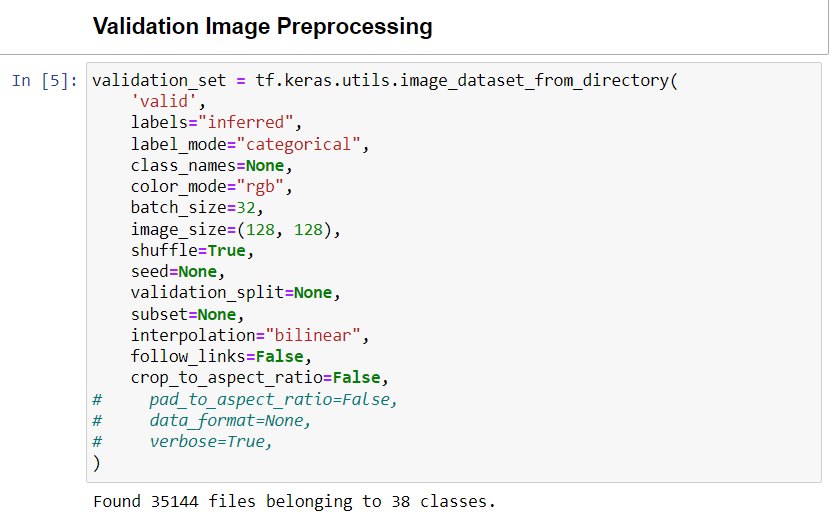 Validation Image Preprocessing
In [5]: validation_set = tf.keras.utils.image_dataset_from_directory(
    'valid',
    labels="inferred",
    label_mode="categorical",
    class_names=None,
    color_mode="rgb",
    batch_size=32,
    image_size=(128, 128),
    shuffle=True,
    seed=None,
    validation_split=None,
    subset=None,
    interpolation="bilinear",
    follow_links=False,
    crop_to_aspect_ratio=False,
#     pad_to_aspect_ratio=False,
#     data_format=None,
#     verbose=True,
)
Found 35144 files belonging to 38 classes.